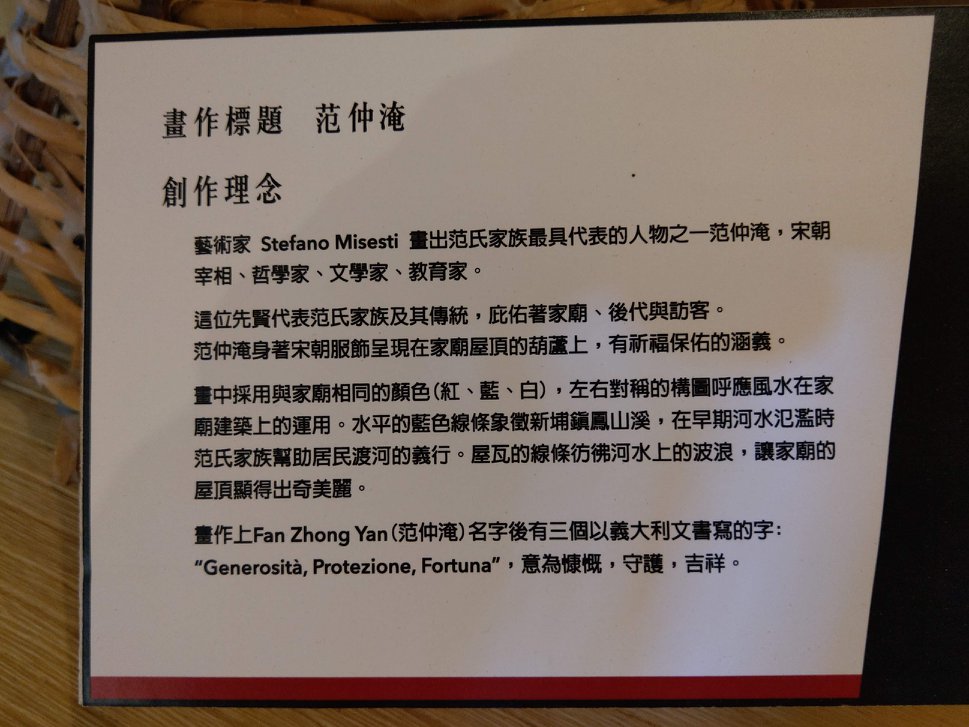 畫作標題 范仲淹
創作理念
藝術家 Stefano Misesti 畫出范氏家族最具代表的人物之一范仲淹，宋朝
宰相、哲學家、文學家、教育家。
這位先賢代表范氏家族及其傳統，庇佑著家廟、後代與訪客。
范仲淹身著宋朝服飾呈現在家廟屋頂的葫蘆上，有祈福保佑的涵義。
畫中採用與家廟相同的顏色(紅、藍、白)，左右對稱的構圖呼應風水在家
廟建築上的運用。水平的藍色線條象徵新埔鎮鳳山溪，在早期河水氾濫時
范氏家族幫助居民渡河的義行。屋瓦的線條彷彿河水上的波浪，讓家廟的
屋頂顯得出奇美麗。
畫作上Fan Zhong Yan(范仲淹)名字後有三個以義大利文書寫的字:
“Generosità, Protezione, Fortuna”，意為慷慨，守護，吉祥。